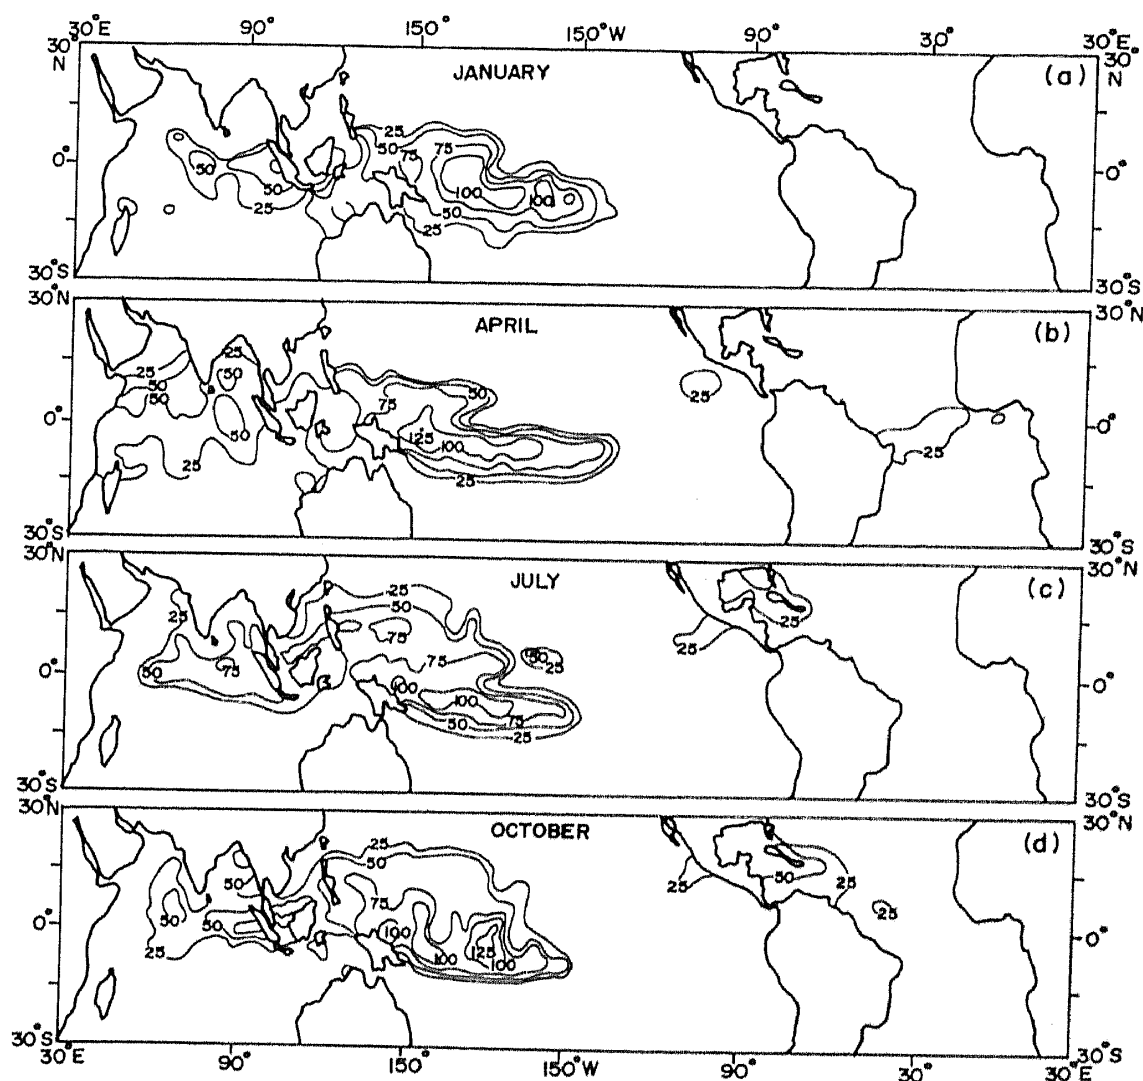 30°E 90° 150° 150°W 90° 30° 30°E
30° N JANUARY (a) 30° N
25
50 75 75
0° 50 50 100 100 0°
25 50
25
30°S 30°S
30°N APRIL (b) 30°N
25 25
50 50 50 25
50 75
0° 50 125 100 0°
25 25 25
30°S 30°S
30°N JULY (c) 30°N
25 25
50 25
75 25
50 75 75 50 25
0° 100 100 0°
50 75
25
30°S 30°S
30°N OCTOBER (d) 30°N
25
50 50 50
25 25
50 75 25
0° 50 100 125 0°
25 100 100
30°S 30°S
30°E 90° 150° 150°W 90° 30° 30°E